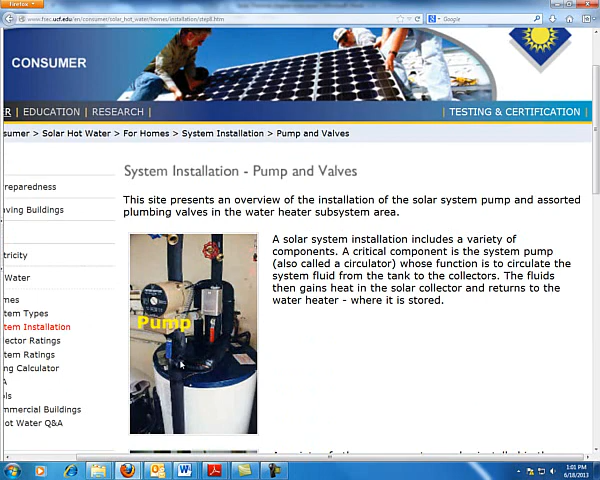 Firefox
www.fsec.ucf.edu/en/consumer/solar_hot_water/homes/installation/step8.htm
Google
CONSUMER
R | EDUCATION | RESEARCH |
| TESTING & CERTIFICATION |
sumer > Solar Hot Water > For Homes > System Installation > Pump and Valves
System Installation - Pump and Valves
reparedness
This site presents an overview of the installation of the solar system pump and assorted
aving Buildings
plumbing valves in the water heater subsystem area.
tricity
Water
mes
tem Types
tem Installation
ector Ratings
tem Ratings
ng Calculator
A
ls
mmercial Buildings
ot Water Q&A
Pump
A solar system installation includes a variety of
components. A critical component is the system pump
(also called a circulator) whose function is to circulate the
system fluid from the tank to the collectors. The fluids
then gains heat in the solar collector and returns to the
water heater - where it is stored.
1:01 PM
6/18/2013